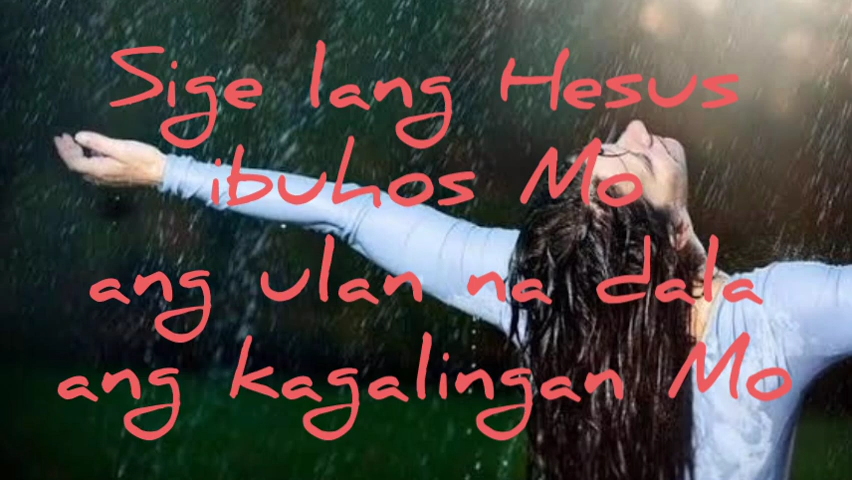 Sige lang Hesus
ibuhos Mo
ang ulan na dala
ang kagalingan Mo